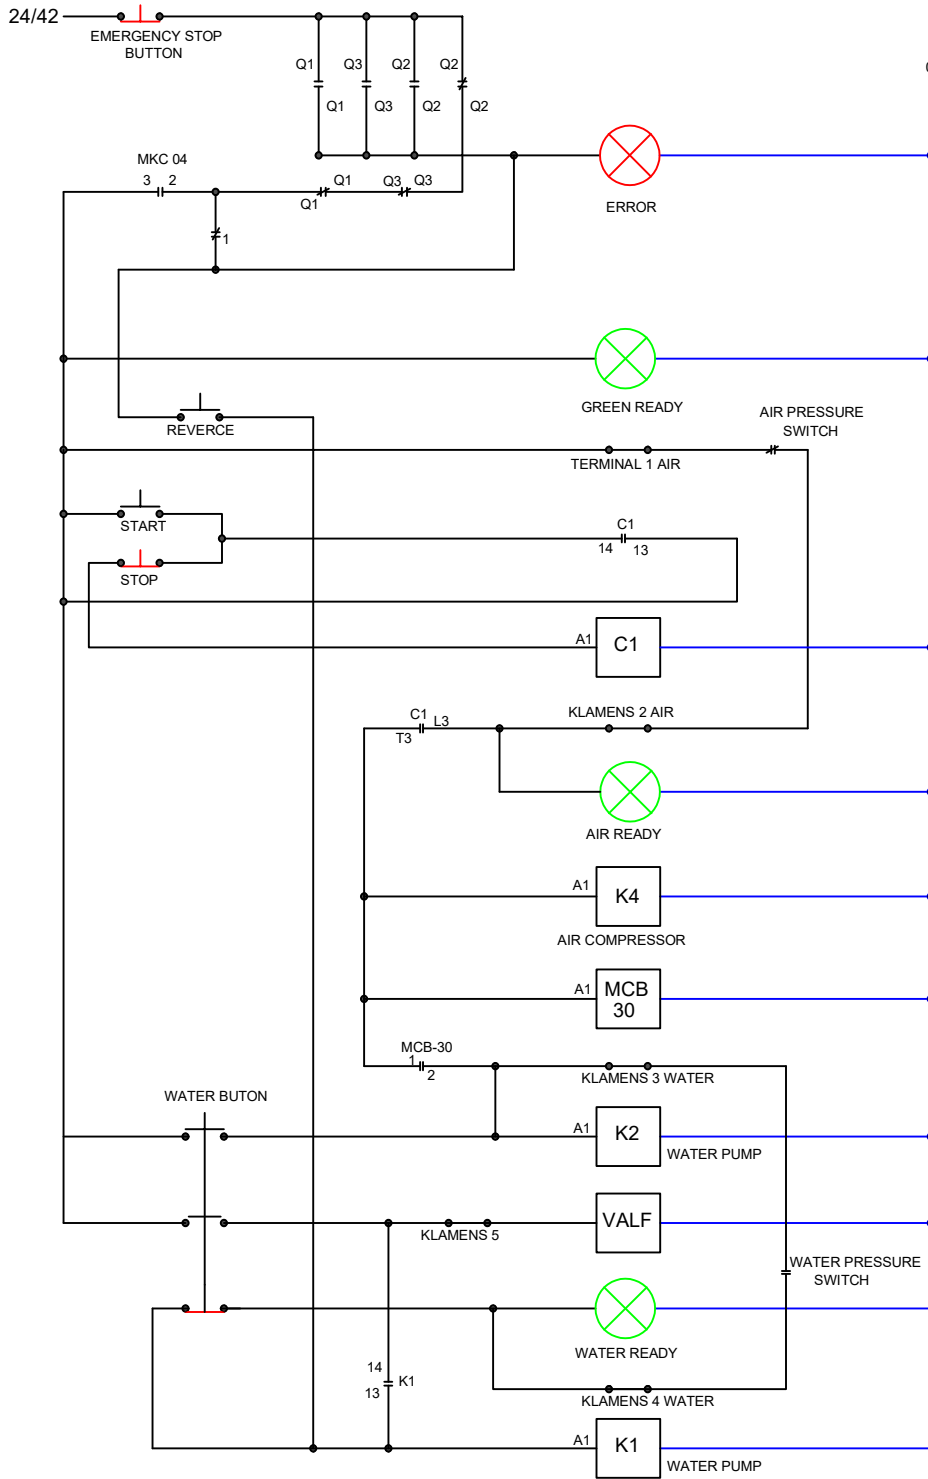 24/42
EMERGENCY STOP
BUTTON
Q1
Q3
Q2
Q2
Q1
Q3
Q2
Q2
MKC 04
3
2
Q1
Q1
Q3
Q3
1
ERROR
GREEN READY
REVERCE
AIR PRESSURE
SWITCH
TERMINAL 1 AIR
START
C1
14
13
STOP
A1
C1
KLAMENS 2 AIR
C1
L3
T3
AIR READY
A1
K4
AIR COMPRESSOR
A1
MCB
30
MCB-30
1
2
KLAMENS 3 WATER
WATER BUTON
A1
K2
WATER PUMP
VALF
KLAMENS 5
WATER PRESSURE
SWITCH
WATER READY
14
13
K1
KLAMENS 4 WATER
A1
K1
WATER PUMP